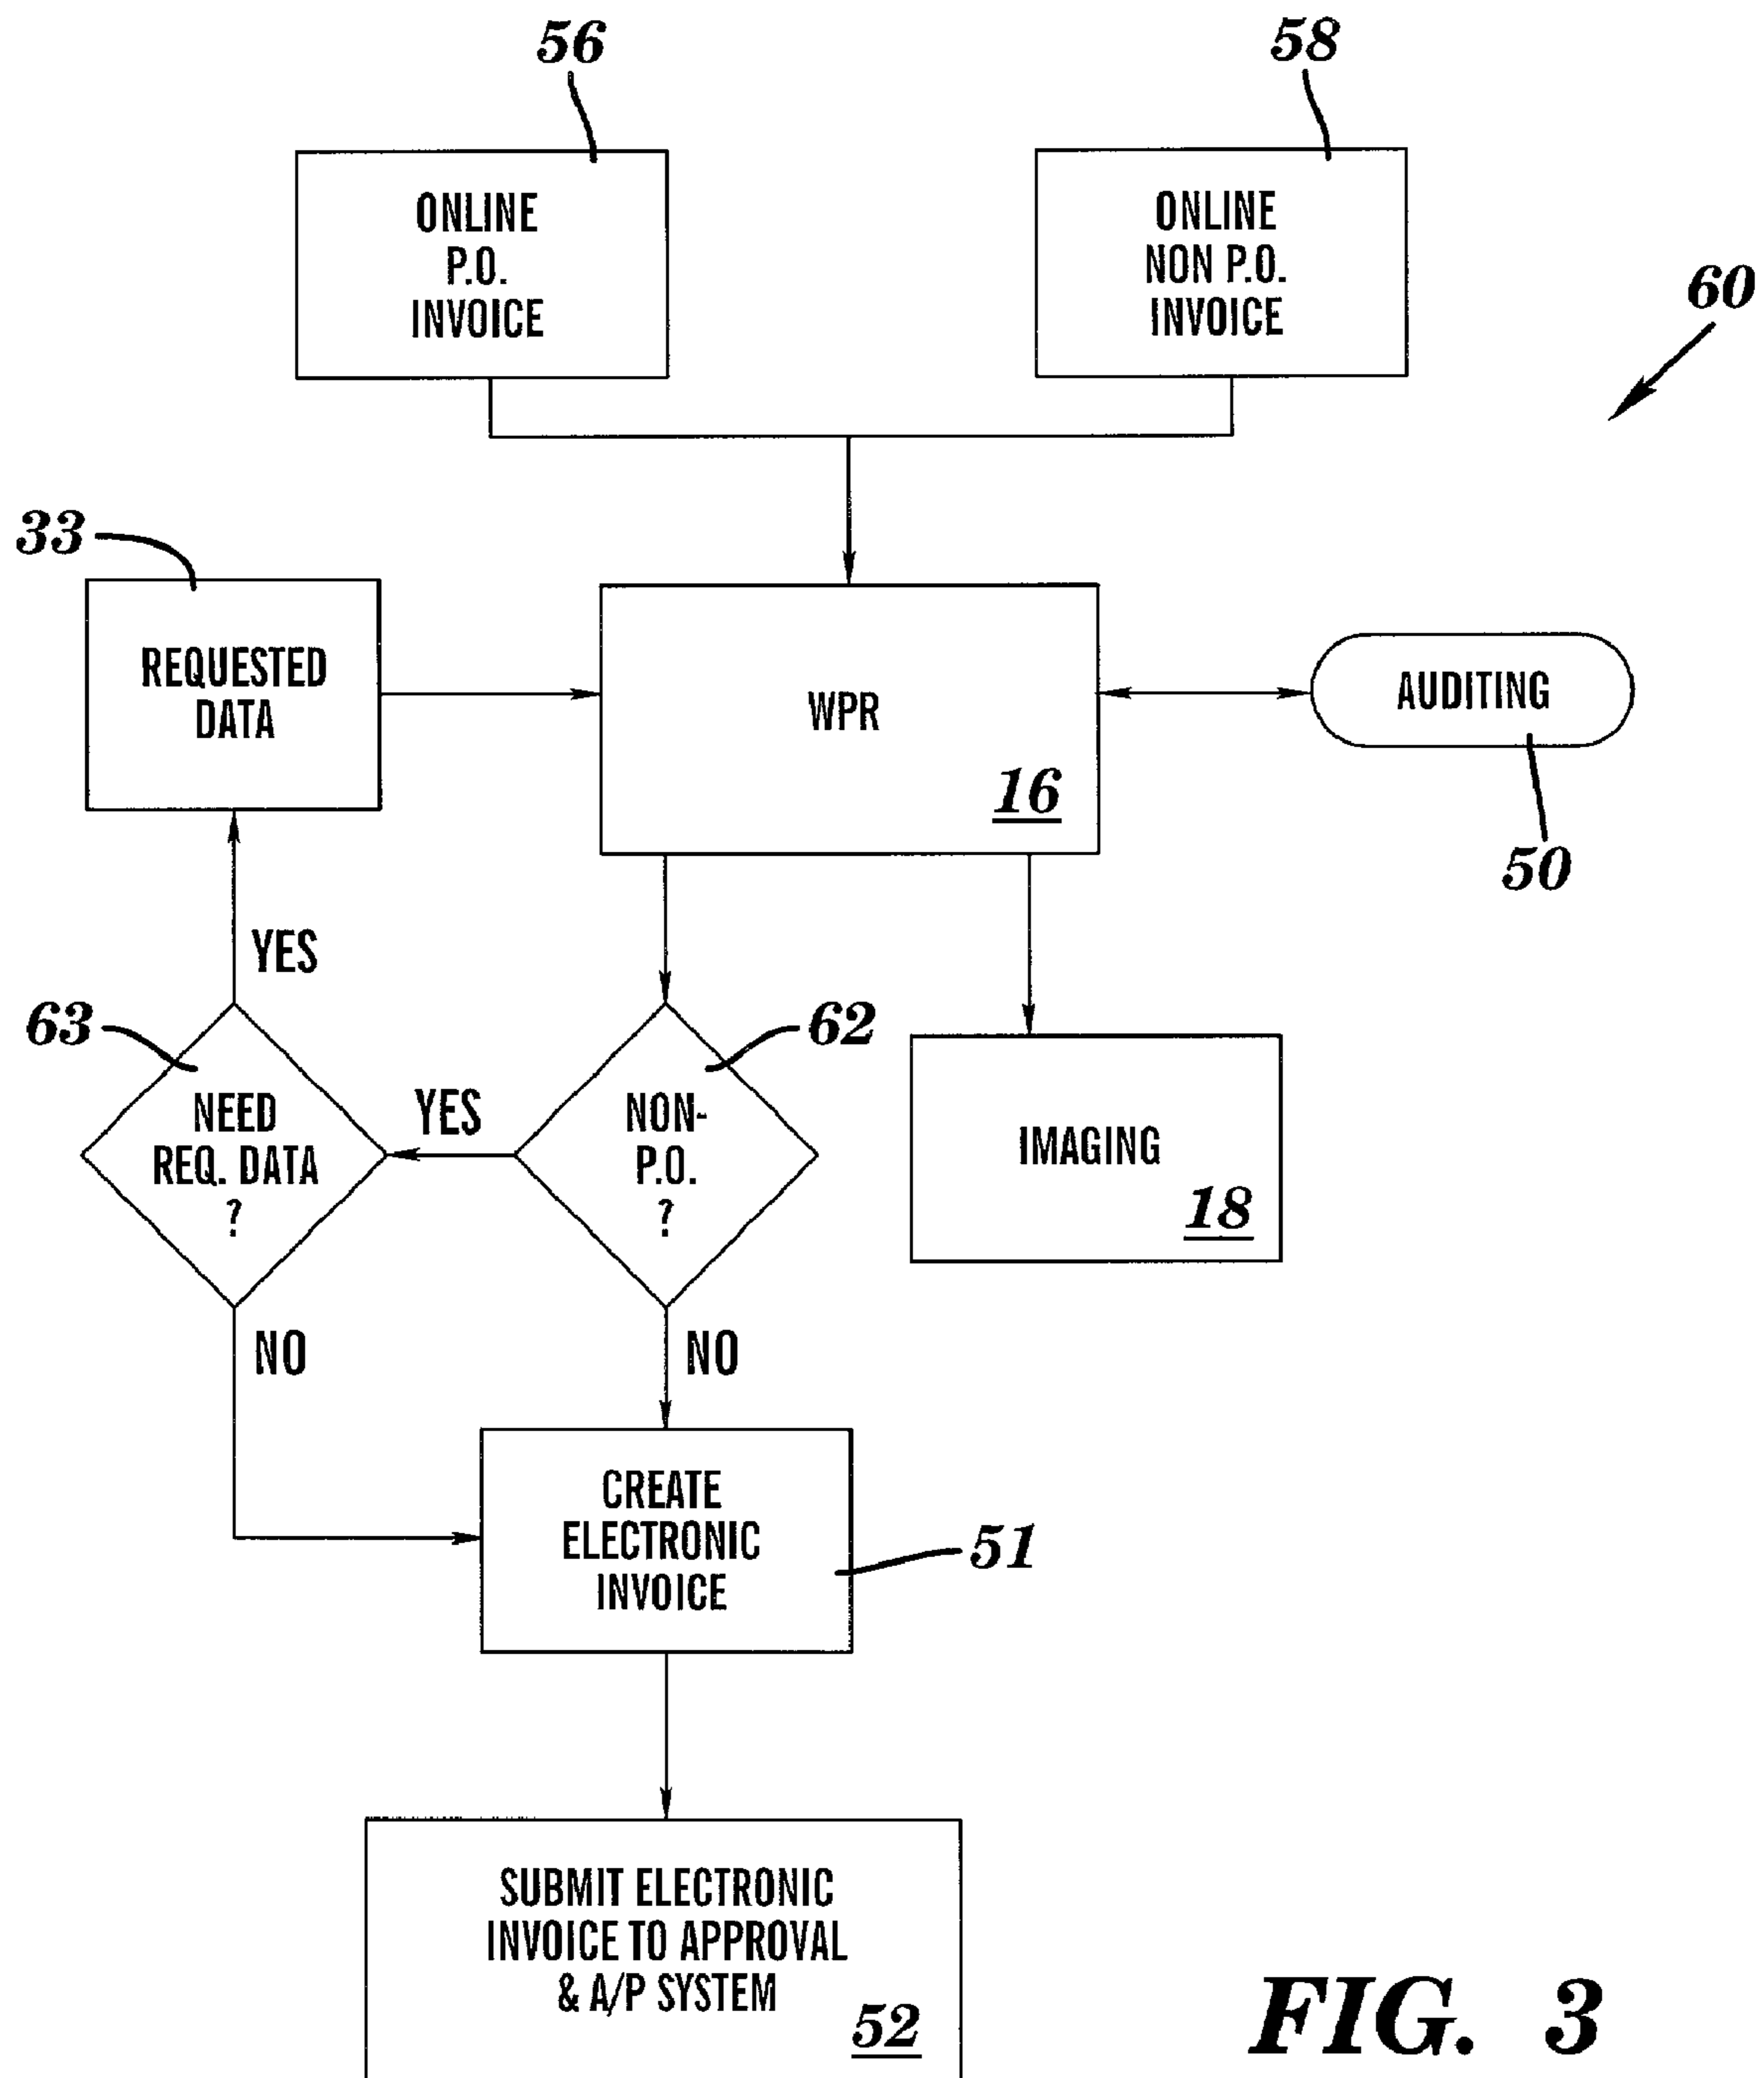 56
58
ONLINE
P.O.
INVOICE
ONLINE
NON P.O.
INVOICE
60
33
REQUESTED
DATA
WPR
16
AUDITING
50
YES
63
62
NEED
REQ. DATA
?
YES
NON-
P.O.
?
IMAGING
18
NO
NO
CREATE
ELECTRONIC
INVOICE
51
SUBMIT ELECTRONIC
INVOICE TO APPROVAL
& A/P SYSTEM
52
FIG. 3